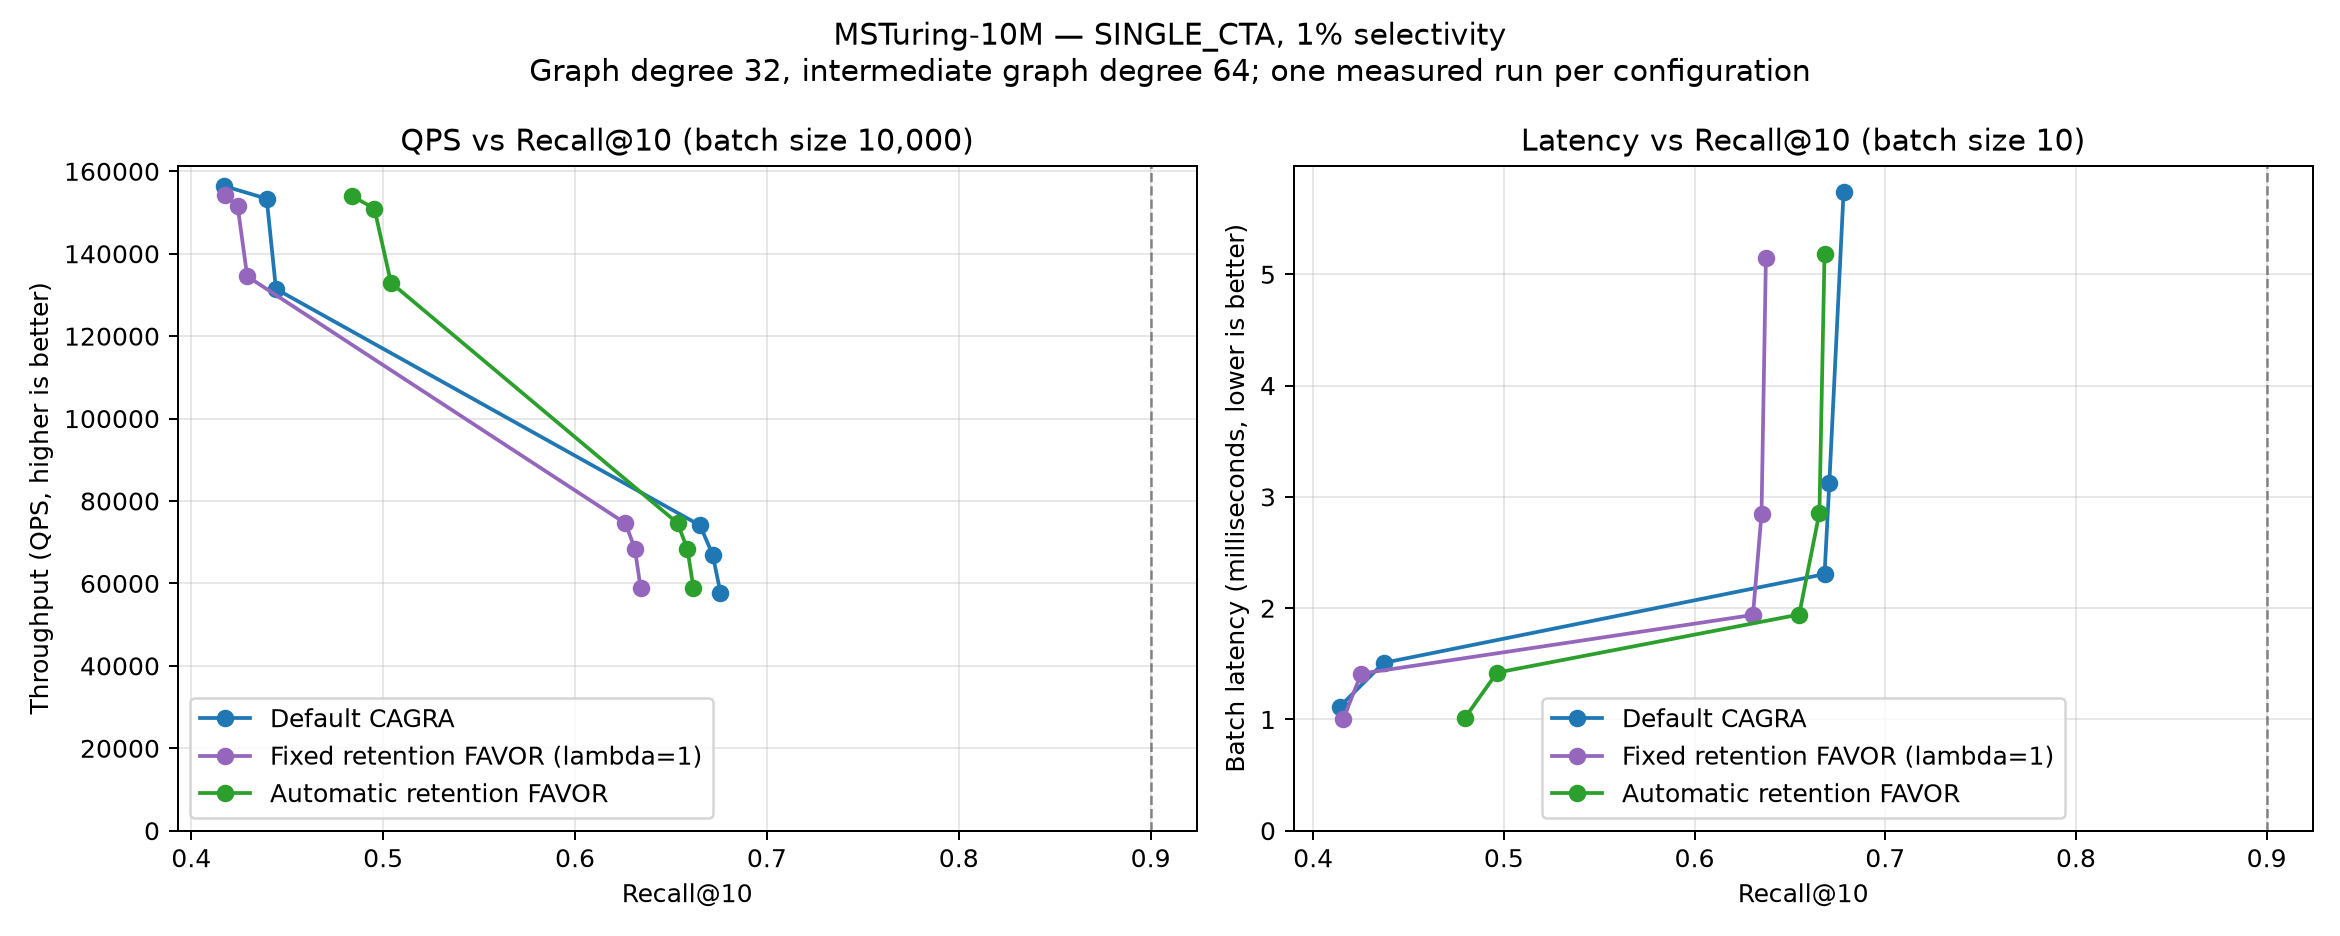 MSTuring-10M — SINGLE_CTA, 1% selectivity
Graph degree 32, intermediate graph degree 64; one measured run per configuration
QPS vs Recall@10 (batch size 10,000)
Throughput (QPS, higher is better)
160000
140000
120000
100000
80000
60000
40000
20000
0
Default CAGRA
Fixed retention FAVOR (lambda=1)
Automatic retention FAVOR
0.4 0.5 0.6 0.7 0.8 0.9
Recall@10
Latency vs Recall@10 (batch size 10)
Batch latency (milliseconds, lower is better)
5
4
3
2
1
0
Default CAGRA
Fixed retention FAVOR (lambda=1)
Automatic retention FAVOR
0.4 0.5 0.6 0.7 0.8 0.9
Recall@10